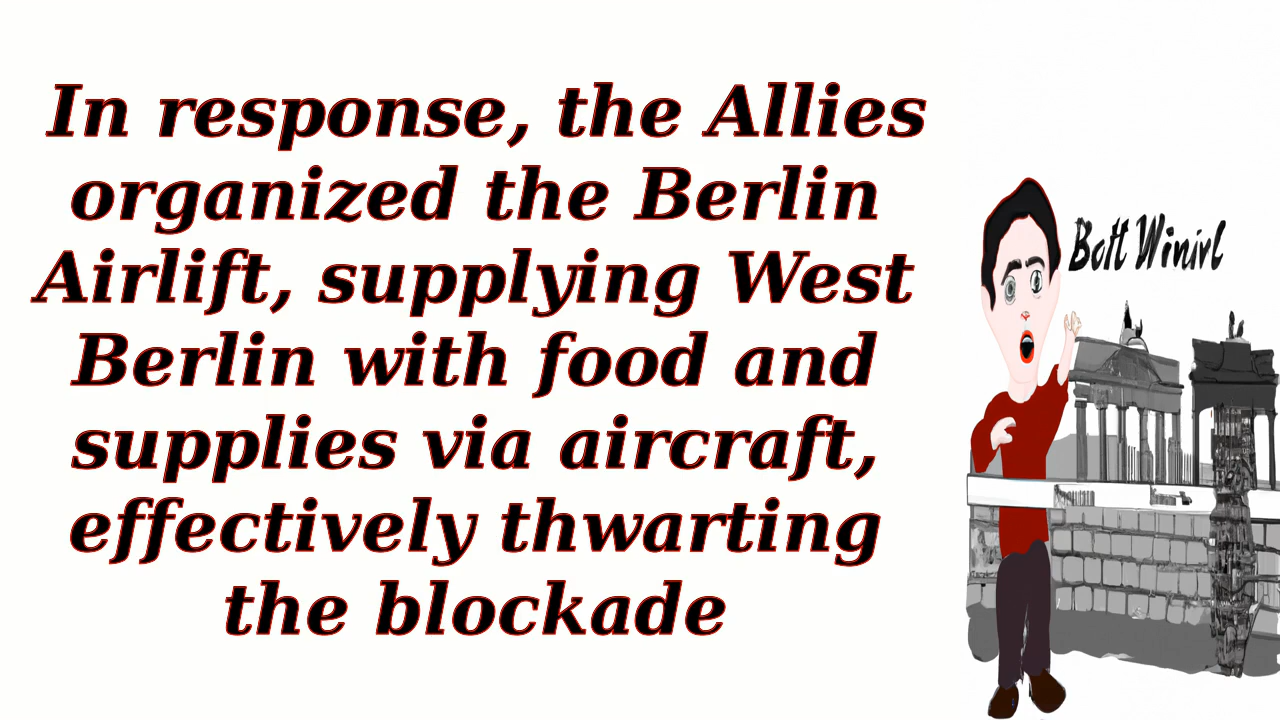 In response, the Allies
organized the Berlin
Airlift, supplying West
Berlin with food and
supplies via aircraft,
effectively thwarting
the blockade